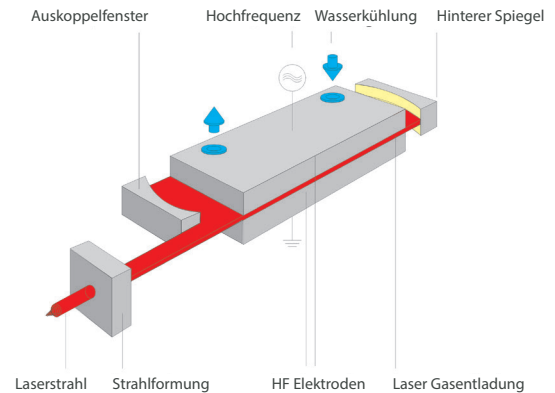 Auskoppelfenster
Hochfrequenz
Wasserkühlung
Hinterer Spiegel
Laserstrahl
Strahlformung
HF Elektroden
Laser Gasentladung